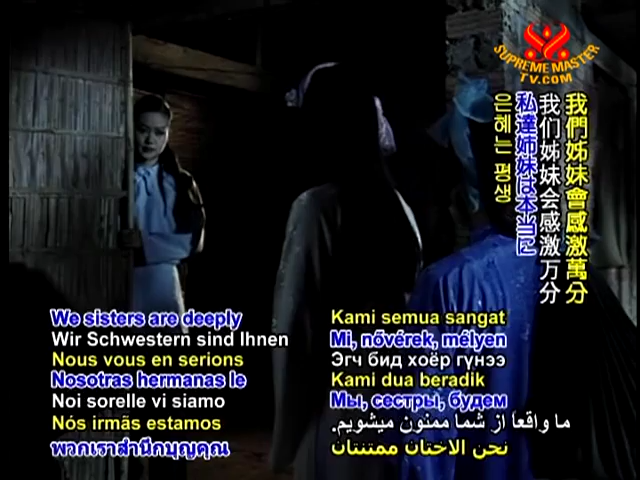 SUPREME MASTER
TV.COM
我們姊妹會感激萬分
我们姊妹会感激万分
私達姉妹は本当に
은혜는 평생
We sisters are deeply
Wir Schwestern sind Ihnen
Nous vous en serions
Nosotras hermanas le
Noi sorelle vi siamo
Nós irmãs estamos
พวกเราสำนึกบุญคุณ
Kami semua sangat
Mi, nővérek, mélyen
Эгч бид хоёр гүнээ
Kami dua beradik
Мы, сестры, будем
ما واقعاً از شما ممنون میشویم.
نحن الاختان ممتنتان